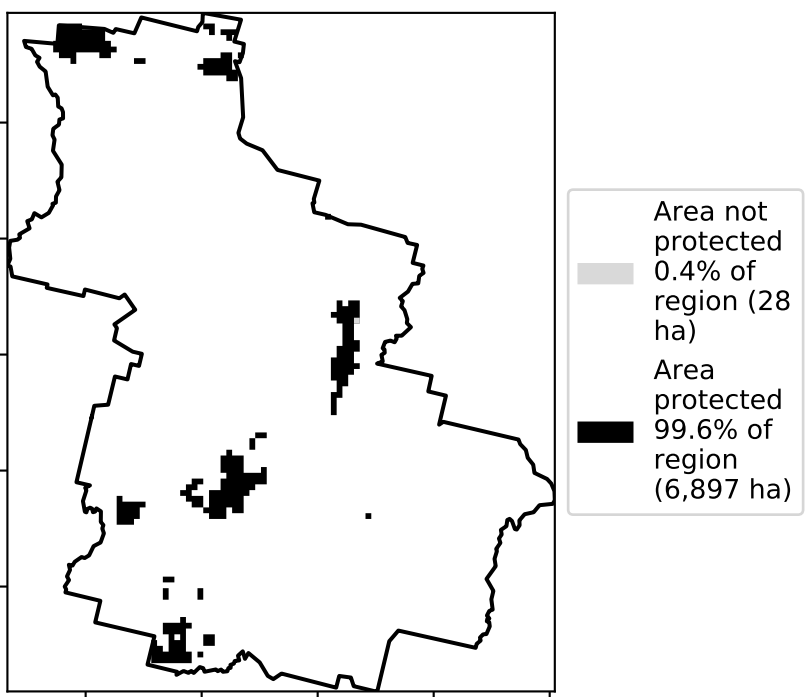 Area not
protected
0.4% of
region (28
ha)
Area
protected
99.6% of
region
(6,897 ha)